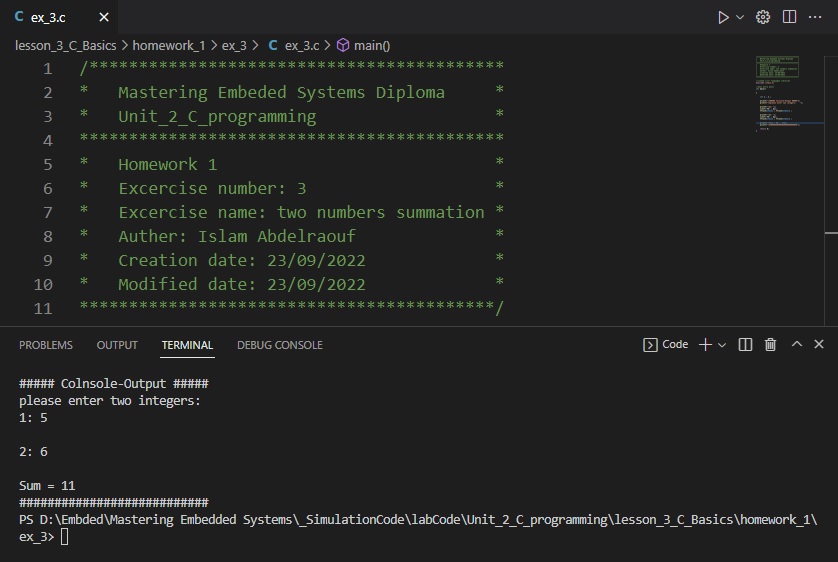 C ex_3.c
lesson_3_C_Basics > homework_1 > ex_3 > C ex_3.c > main()
1 /******************************************
2 *   Mastering Embeded Systems Diploma     *
3 *   Unit_2_C_programming                  *
4 *******************************************
5 *   Homework 1                            *
6 *   Excercise number: 3                   *
7 *   Excercise name: two numbers summation *
8 *   Auther: Islam Abdelraouf              *
9 *   Creation date: 23/09/2022             *
10 *   Modified date: 23/09/2022             *
11 ******************************************/
PROBLEMS OUTPUT TERMINAL DEBUG CONSOLE Code
##### Colnsole-Output #####
please enter two integers:
1: 5
2: 6
Sum = 11
###########################
PS D:\Embded\Mastering Embedded Systems\_SimulationCode\labCode\Unit_2_C_programming\lesson_3_C_Basics\homework_1\
ex_3>